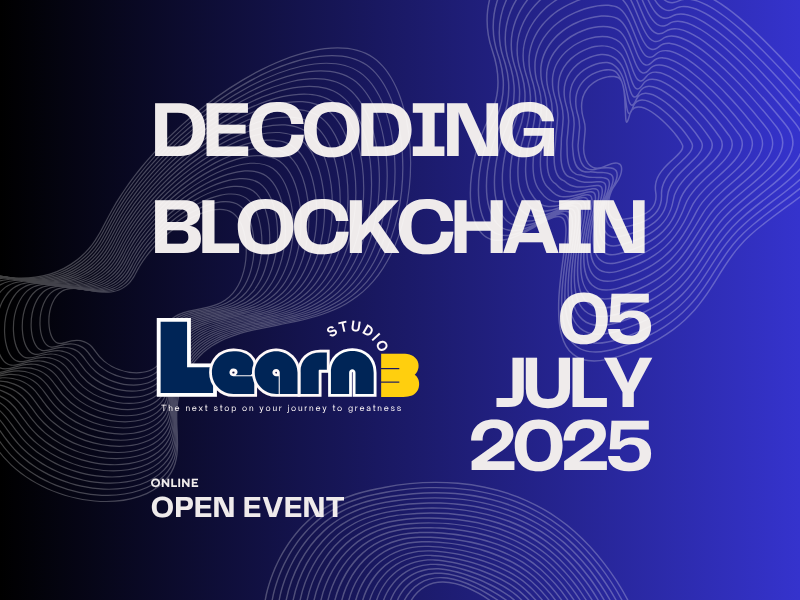 DECODING
BLOCKCHAIN
05
JULY
2025
STUDIO
Learn3
The next stop on your journey to greatness
ONLINE
OPEN EVENT